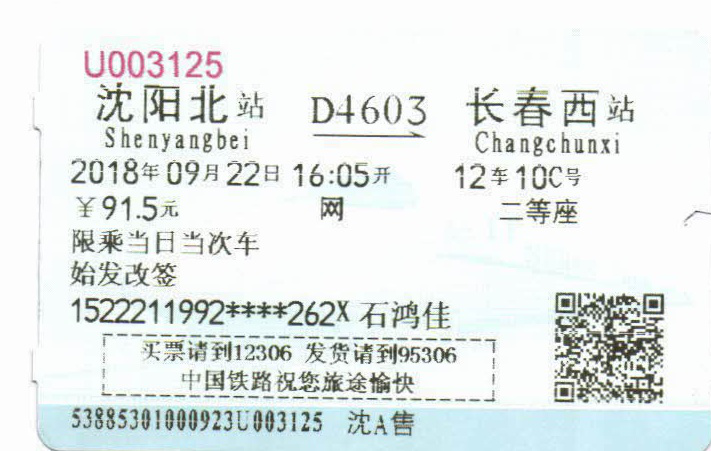 U003125
沈阳北站 D4603 长春西站
Shenyangbei Changchunxi
2018年09月22日 16:05开 12车10C号
￥91.5元 网 二等座
限乘当日当次车
始发改签
1522211992****262X 石鸿佳
买票请到12306 发货请到95306
中国铁路祝您旅途愉快
53885301000923U003125 沈A售